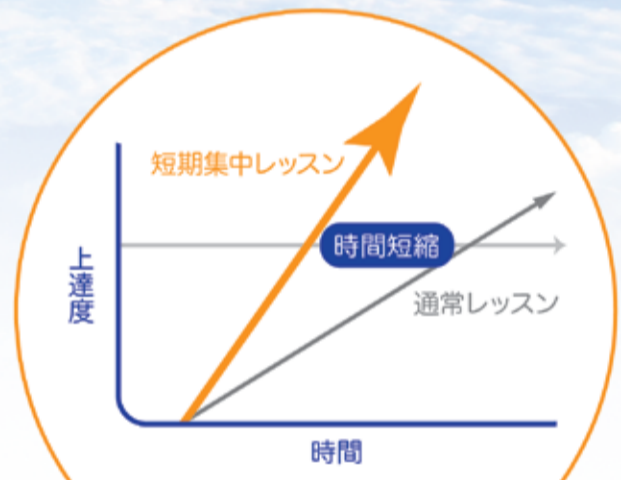 短期集中レッスン
時間短縮
上達度
通常レッスン
時間